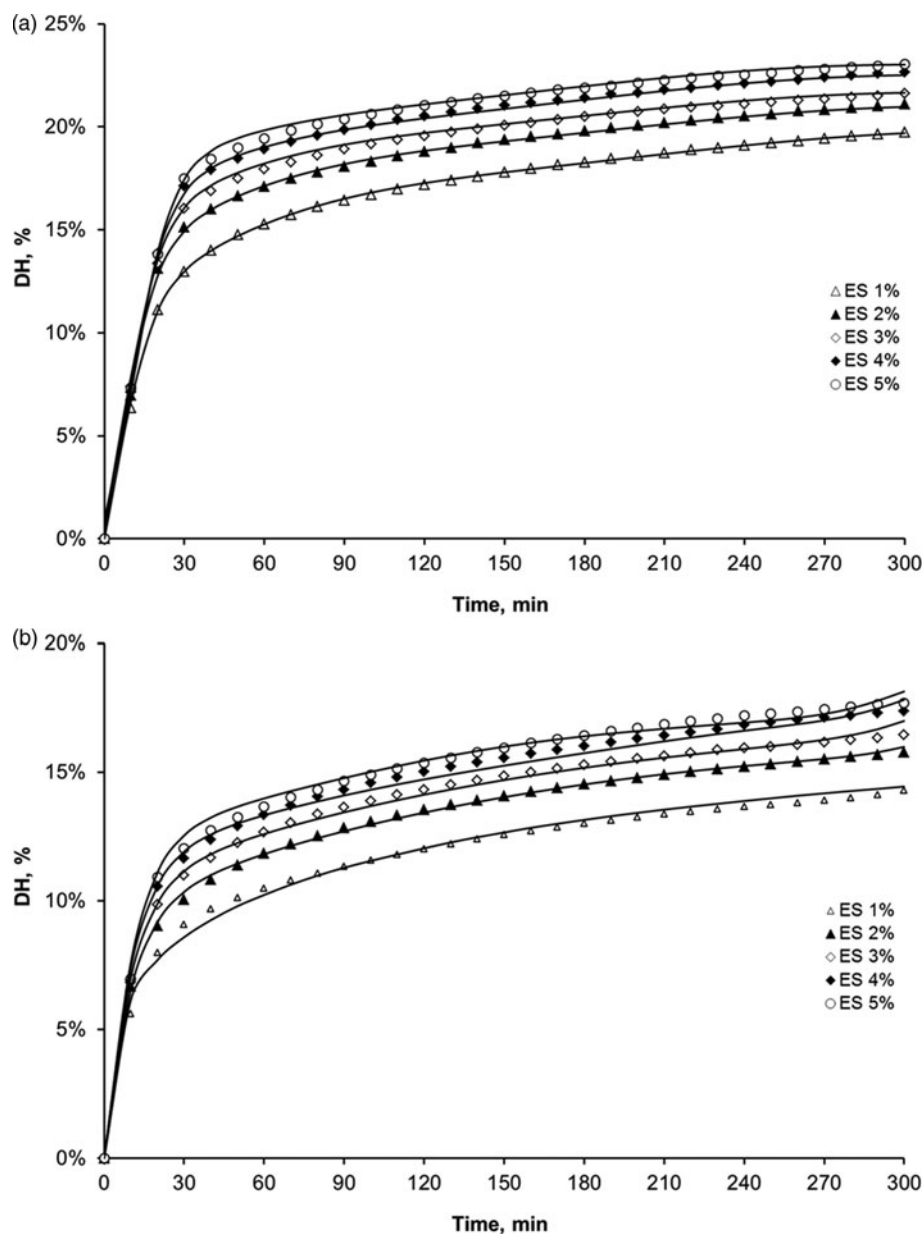 (a)
25%
20%
15%
10%
5%
0%
DH, %
ES 1%
ES 2%
ES 3%
ES 4%
ES 5%
0 30 60 90 120 150 180 210 240 270 300
Time, min
(b)
20%
15%
10%
5%
0%
DH, %
ES 1%
ES 2%
ES 3%
ES 4%
ES 5%
0 30 60 90 120 150 180 210 240 270 300
Time, min